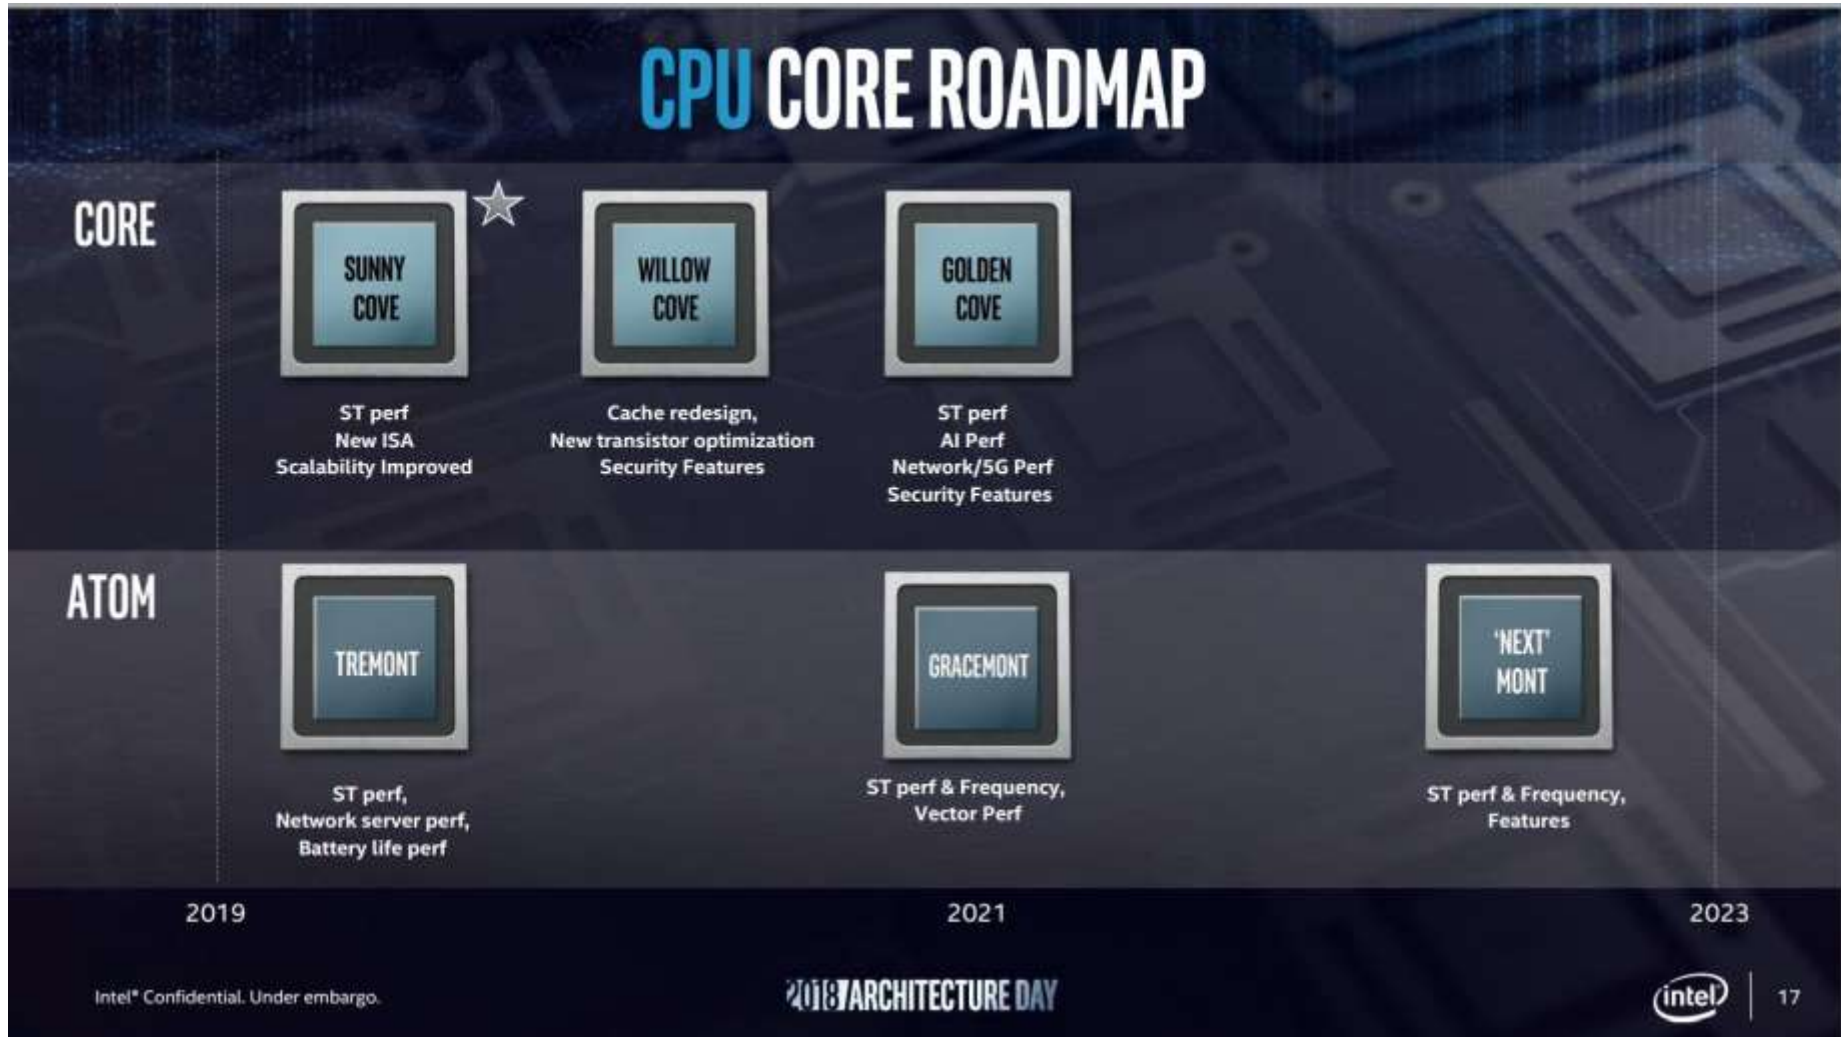 CPU CORE ROADMAP
CORE
SUNNY
COVE
ST perf
New ISA
Scalability Improved
WILLOW
COVE
Cache redesign,
New transistor optimization
Security Features
GOLDEN
COVE
ST perf
AI Perf
Network/5G Perf
Security Features
ATOM
TREMONT
ST perf,
Network server perf,
Battery life perf
GRACEMONT
ST perf & Frequency,
Vector Perf
'NEXT'
MONT
ST perf & Frequency,
Features
2019
2021
2023
Intel® Confidential. Under embargo.
2018/ARCHITECTURE DAY
intel
17